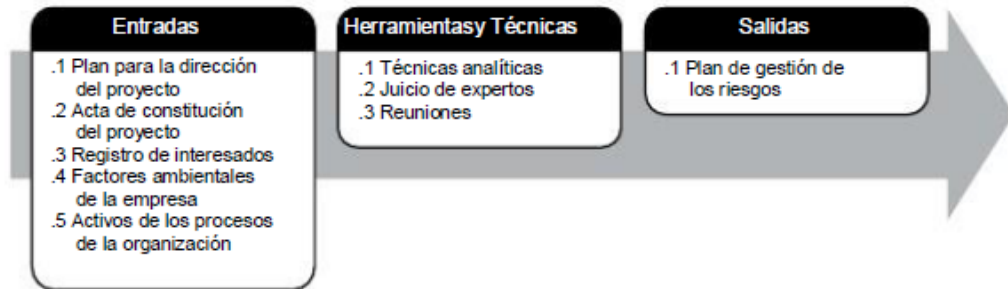 Entradas
.1 Plan para la dirección
del proyecto
.2 Acta de constitución
del proyecto
.3 Registro de interesados
.4 Factores ambientales
de la empresa
.5 Activos de los procesos
de la organización
Herramientasy Técnicas
.1 Técnicas analíticas
.2 Juicio de expertos
.3 Reuniones
Salidas
.1 Plan de gestión de
los riesgos